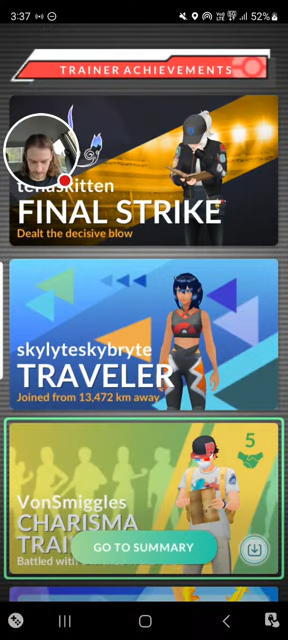 3:37
52%
TRAINER ACHIEVEMENTS
FINAL STRIKE
Dealt the decisive blow
skylyteskybryte
TRAVELER
Joined from 13,472 km away
5
VonSmiggles
CHARISMA
Battled with
GO TO SUMMARY